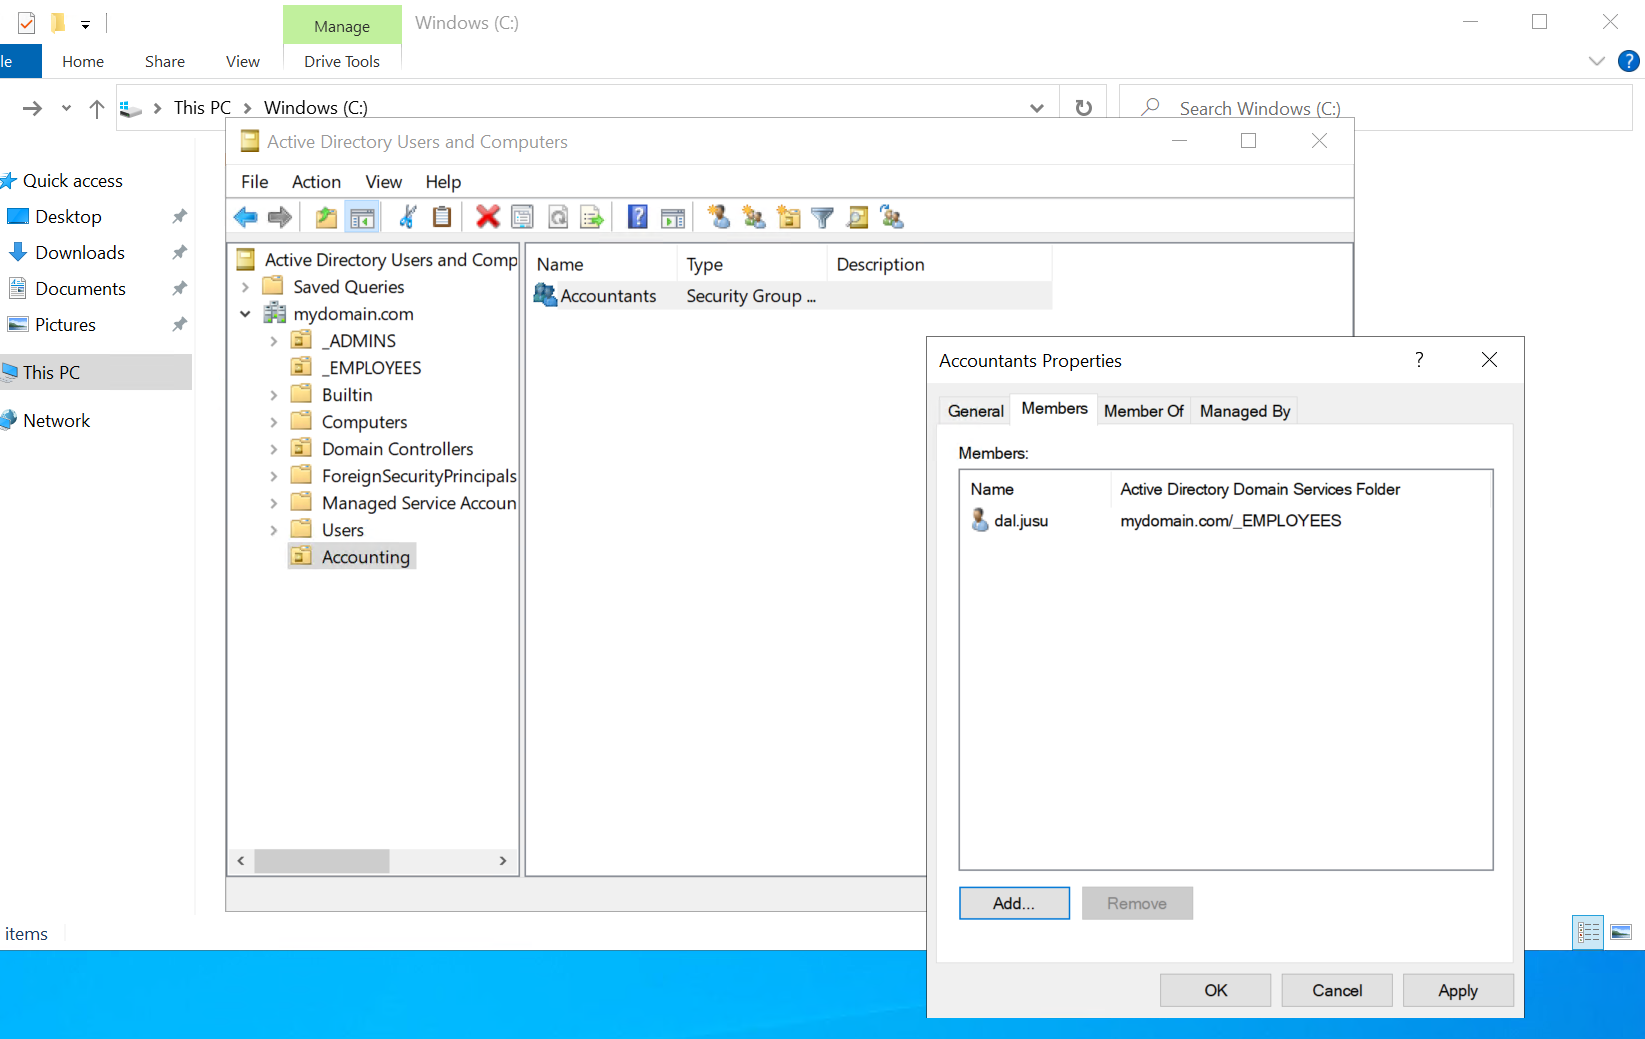 Manage
Windows (C:)
le
Home
Share
View
Drive Tools
?
This PC
Windows (C:)
Search Windows (C:)
Quick access
Desktop
Downloads
Documents
Pictures
This PC
Network
items
Active Directory Users and Computers
File
Action
View
Help
Active Directory Users and Comp
Saved Queries
mydomain.com
_ADMINS
_EMPLOYEES
Builtin
Computers
Domain Controllers
ForeignSecurityPrincipals
Managed Service Accoun
Users
Accounting
Name
Type
Description
Accountants
Security Group ...
Accountants Properties
?
General
Members
Member Of
Managed By
Members:
Name
Active Directory Domain Services Folder
dal.jusu
mydomain.com/_EMPLOYEES
Add...
Remove
OK
Cancel
Apply